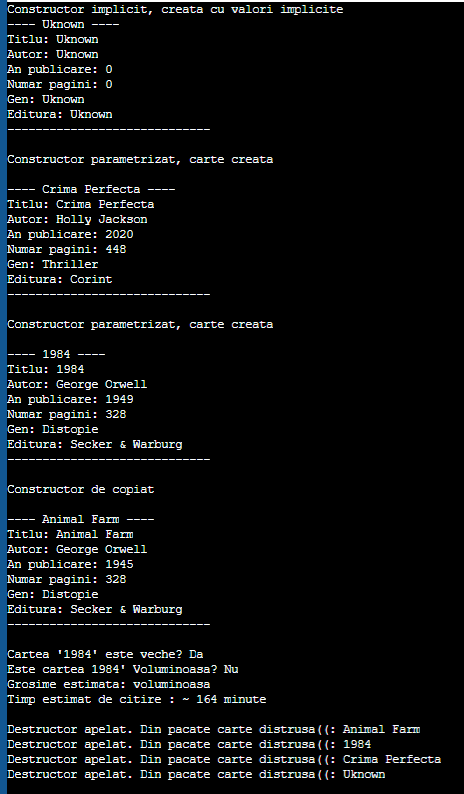 Constructor implicit, creata cu valori implicite
---- Uknown ----
Titlu: Uknown
Autor: Uknown
An publicare: 0
Numar pagini: 0
Gen: Uknown
Editura: Uknown
-----------------------------
Constructor parametrizat, carte creata
---- Crima Perfecta ----
Titlu: Crima Perfecta
Autor: Holly Jackson
An publicare: 2020
Numar pagini: 448
Gen: Thriller
Editura: Corint
-----------------------------
Constructor parametrizat, carte creata
---- 1984 ----
Titlu: 1984
Autor: George Orwell
An publicare: 1949
Numar pagini: 328
Gen: Distopie
Editura: Secker & Warburg
-----------------------------
Constructor de copiat
---- Animal Farm ----
Titlu: Animal Farm
Autor: George Orwell
An publicare: 1945
Numar pagini: 328
Gen: Distopie
Editura: Secker & Warburg
-----------------------------
Cartea '1984' este veche? Da
Este cartea 1984' Voluminoasa? Nu
Grosime estimata: voluminoasa
Timp estimat de citire : ~ 164 minute
Destructor apelat. Din pacate carte distrusa((: Animal Farm
Destructor apelat. Din pacate carte distrusa((: 1984
Destructor apelat. Din pacate carte distrusa((: Crima Perfecta
Destructor apelat. Din pacate carte distrusa((: Uknown